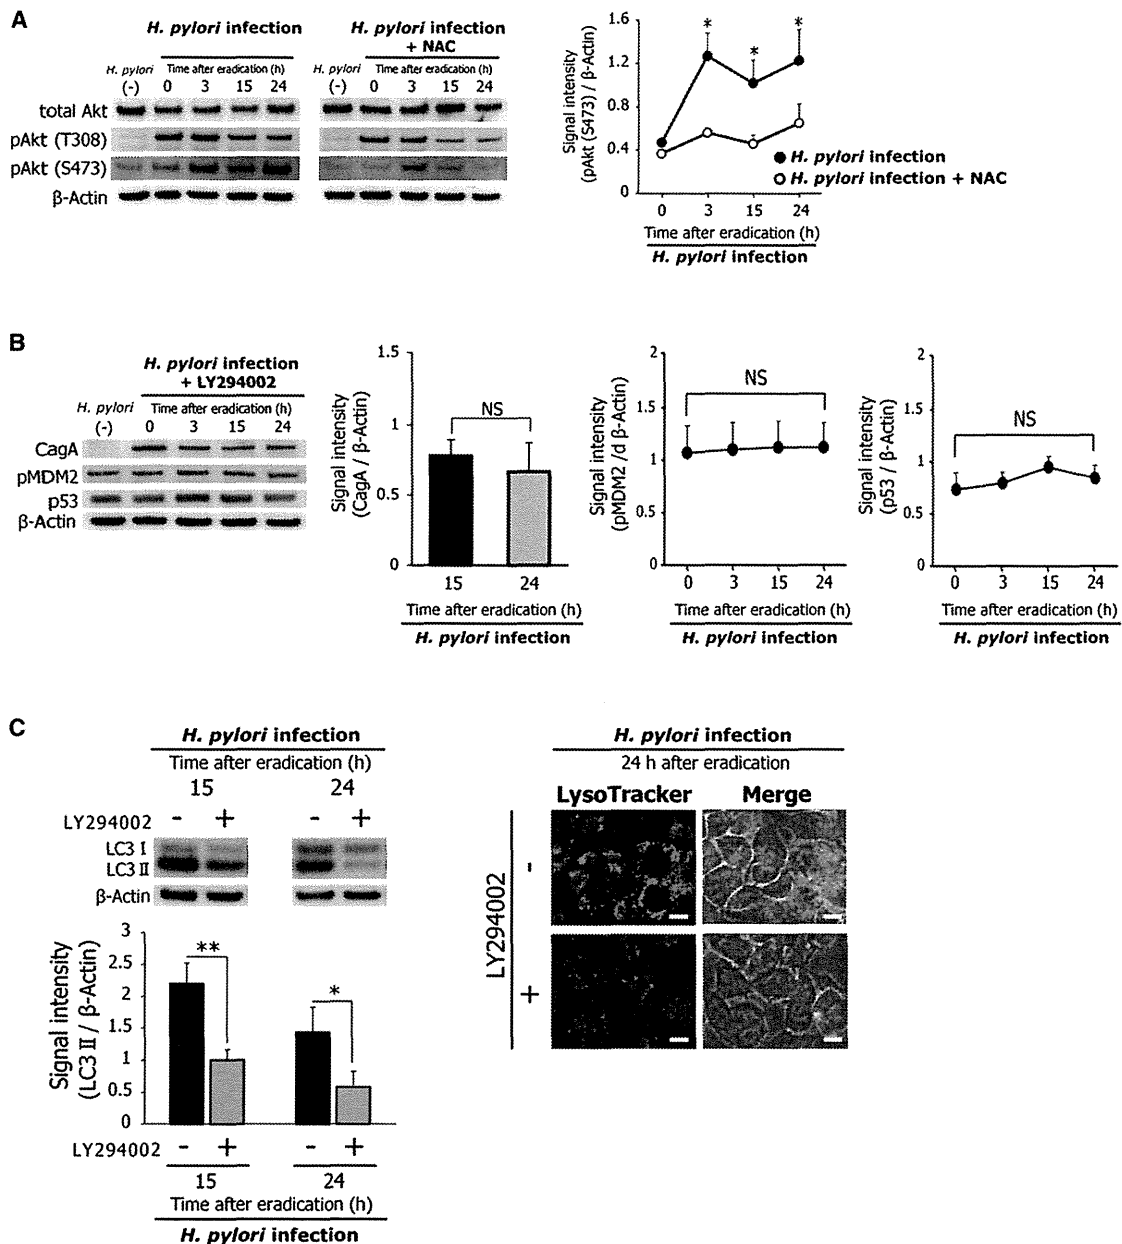 A
H. pylori infection
H. pylori Time after eradication (h)
(-) 0 3 15 24
H. pylori infection
+ NAC
H. pylori Time after eradication (h)
(-) 0 3 15 24
total Akt
pAkt (T308)
pAkt (S473)
β-Actin
Signal intensity
(pAkt (S473) / β-Actin)
1.6
1.2
0.8
0.4
0
* * *
H. pylori infection
H. pylori infection + NAC
0 3 15 24
Time after eradication (h)
H. pylori infection
B
H. pylori infection
+ LY294002
H. pylori Time after eradication (h)
(-) 0 3 15 24
CagA
pMDM2
p53
β-Actin
Signal intensity
(CagA / β-Actin)
1.5
1
0.5
0
NS
15 24
Time after eradication (h)
H. pylori infection
Signal intensity
(pMDM2 /d β-Actin)
2
1.5
1
0.5
0
NS
0 3 15 24
Time after eradication (h)
H. pylori infection
Signal intensity
(p53 / β-Actin)
2
1.5
1
0.5
0
NS
0 3 15 24
Time after eradication (h)
H. pylori infection
C
H. pylori infection
Time after eradication (h)
15 24
LY294002 - + - +
LC3 I
LC3 II
β-Actin
Signal intensity
(LC3 II / β-Actin)
3
2.5
2
1.5
1
0.5
0
**
*
LY294002 - + - +
15 24
Time after eradication (h)
H. pylori infection
H. pylori infection
24 h after eradication
LysoTracker Merge
LY294002
-
+